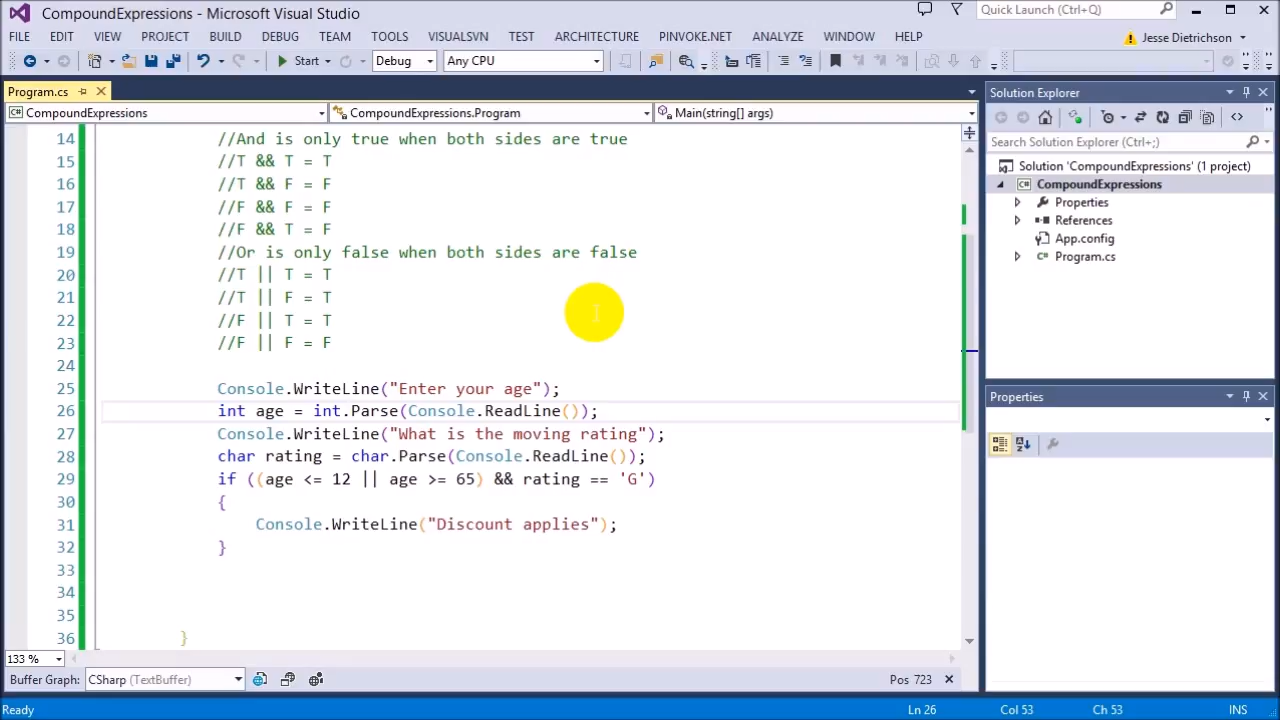 CompoundExpressions - Microsoft Visual Studio
Quick Launch (Ctrl+Q)
FILE EDIT VIEW PROJECT BUILD DEBUG TEAM TOOLS VISUALSVN TEST ARCHITECTURE PINVOKE.NET ANALYZE WINDOW HELP
Jesse Dietrichson
Start Debug Any CPU
Program.cs
CompoundExpressions CompoundExpressions.Program Main(string[] args)
14 //And is only true when both sides are true
15 //T && T = T
16 //T && F = F
17 //F && F = F
18 //F && T = F
19 //Or is only false when both sides are false
20 //T || T = T
21 //T || F = T
22 //F || T = T
23 //F || F = F
24
25 Console.WriteLine("Enter your age");
26 int age = int.Parse(Console.ReadLine());
27 Console.WriteLine("What is the moving rating");
28 char rating = char.Parse(Console.ReadLine());
29 if ((age <= 12 || age >= 65) && rating == 'G')
30 {
31 Console.WriteLine("Discount applies");
32 }
33
34
35
36 }
133 %
Buffer Graph: CSharp (TextBuffer) Pos 723
Solution Explorer
Search Solution Explorer (Ctrl+;)
Solution 'CompoundExpressions' (1 project)
CompoundExpressions
Properties
References
App.config
Program.cs
Properties
Ready Ln 26 Col 53 Ch 53 INS